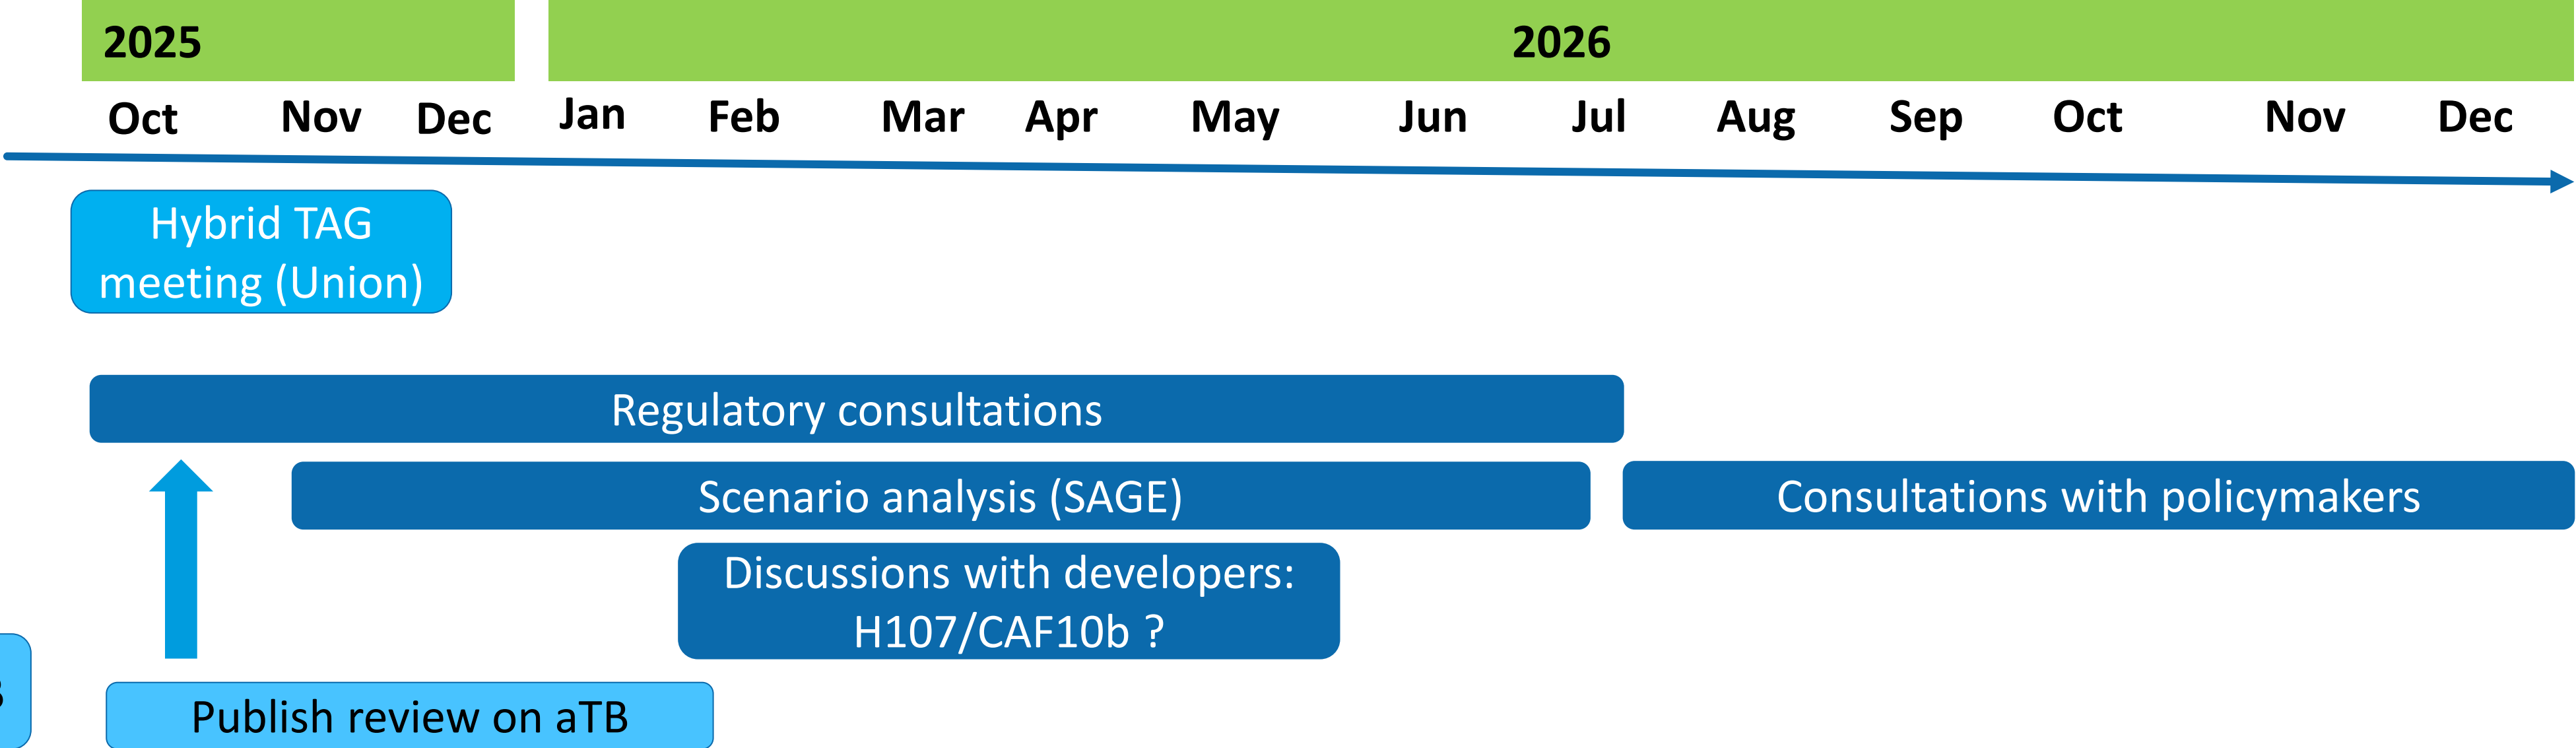 2025
2026
Oct Nov Dec Jan Feb Mar Apr May Jun Jul Aug Sep Oct Nov Dec
Hybrid TAG
meeting (Union)
Regulatory consultations
Scenario analysis (SAGE)
Consultations with policymakers
Discussions with developers:
H107/CAF10b ?
Publish review on aTB